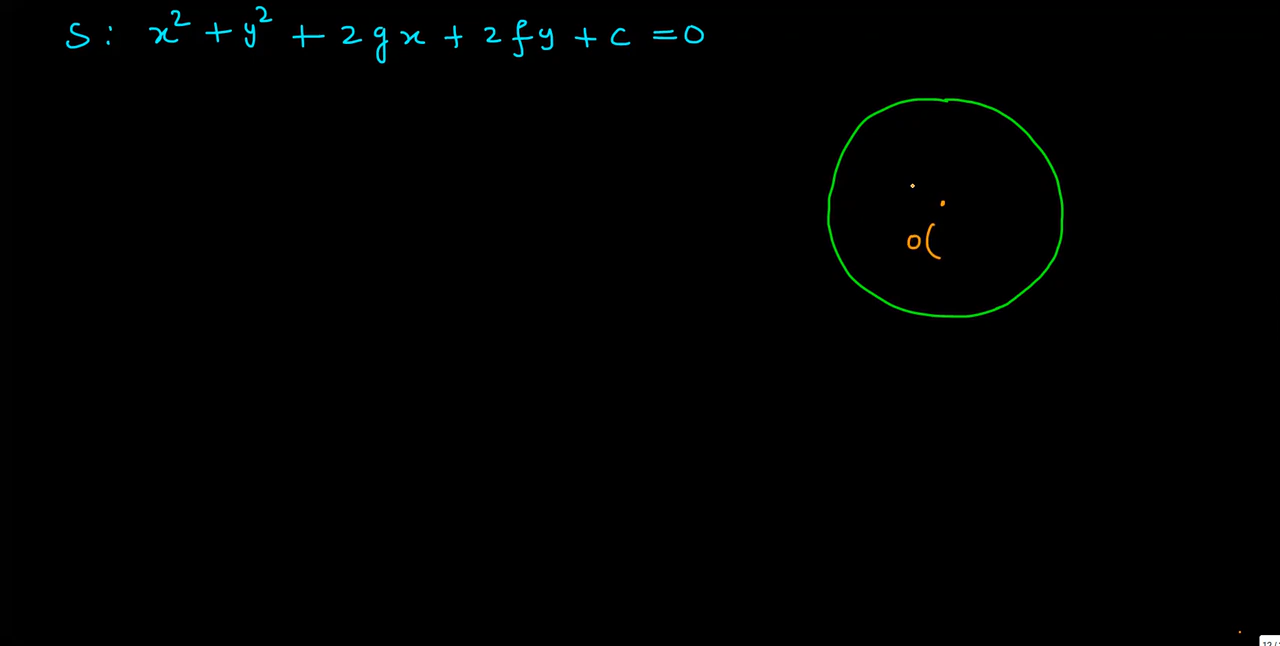 S: x² + y² + 2gx + 2fy + c = 0
O(